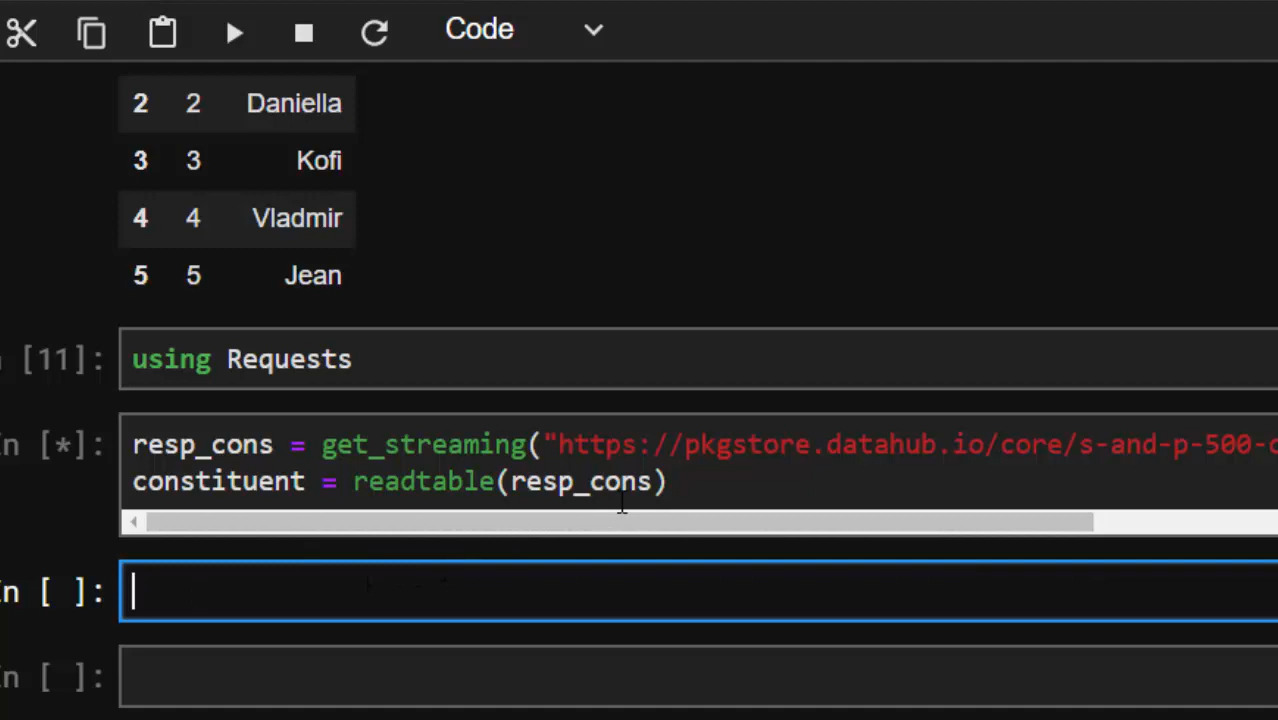 Code
2 2 Daniella
3 3 Kofi
4 4 Vladmir
5 5 Jean
[11]: using Requests
n [*]: resp_cons = get_streaming("https://pkgstore.datahub.io/core/s-and-p-500-
constituent = readtable(resp_cons)
In [ ]:
In [ ]: